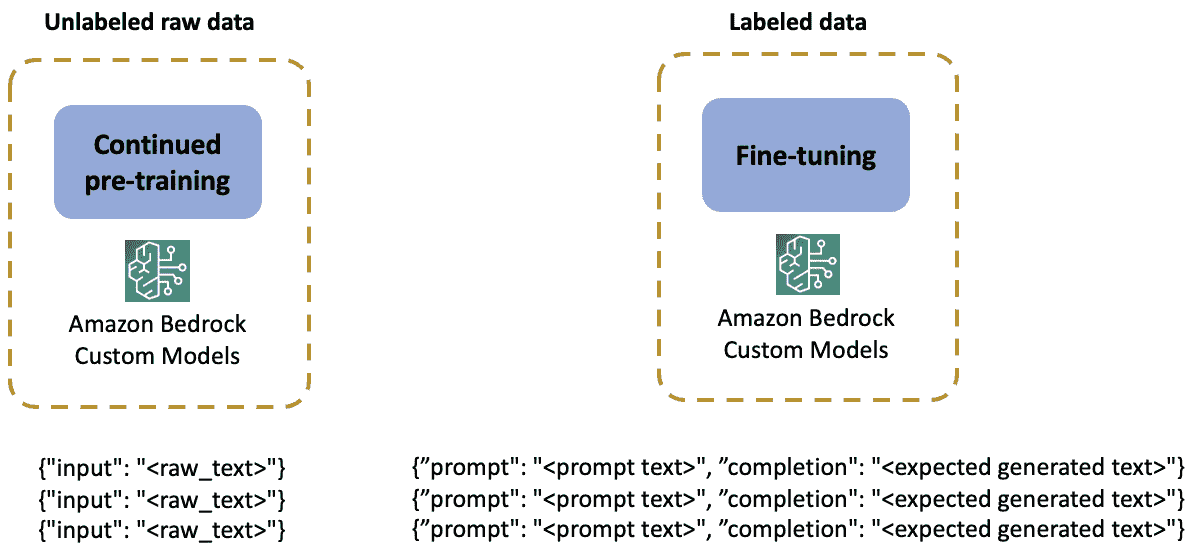 Unlabeled raw data
Continued
pre-training
Amazon Bedrock
Custom Models
{"input": "<raw_text>"}
{"input": "<raw_text>"}
{"input": "<raw_text>"}
Labeled data
Fine-tuning
Amazon Bedrock
Custom Models
{”prompt": "<prompt text>", ”completion": "<expected generated text>"}
{”prompt": "<prompt text>", ”completion": "<expected generated text>"}
{”prompt": "<prompt text>", ”completion": "<expected generated text>"}